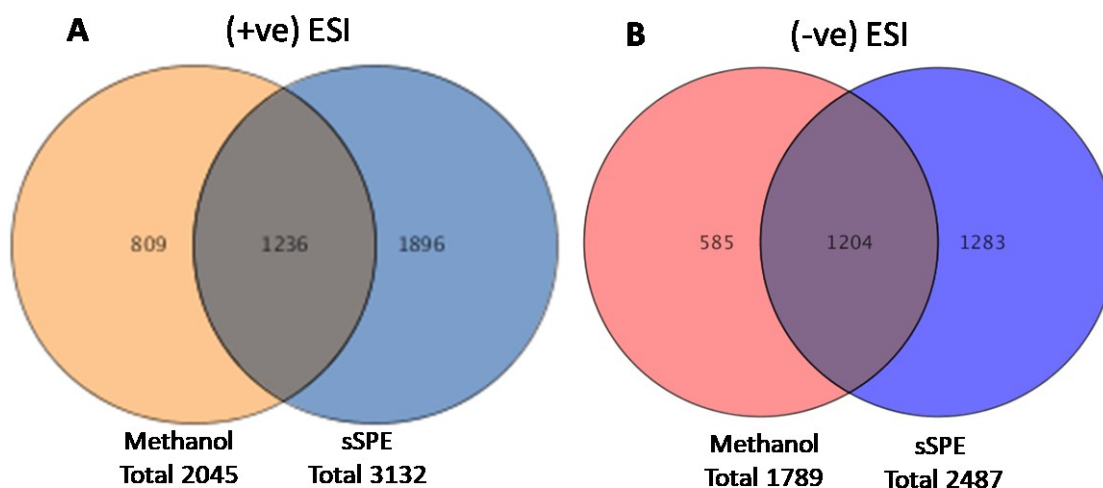 A
(+ve) ESI
809
1236
1896
Methanol
Total 2045
sSPE
Total 3132
B
(-ve) ESI
585
1204
1283
Methanol
Total 1789
sSPE
Total 2487